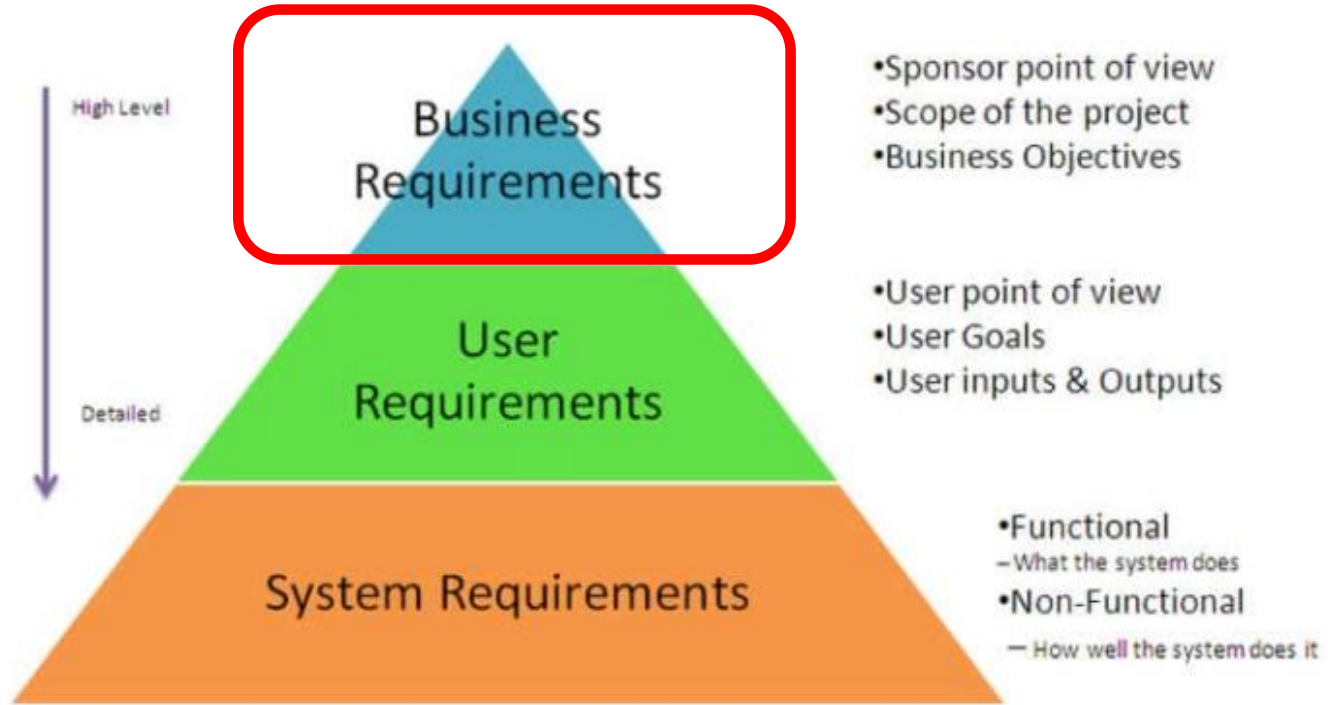 High Level
Detailed
Business
Requirements
•Sponsor point of view
•Scope of the project
•Business Objectives
User
Requirements
•User point of view
•User Goals
•User inputs & Outputs
System Requirements
•Functional
–What the system does
•Non-Functional
– How well the system does it